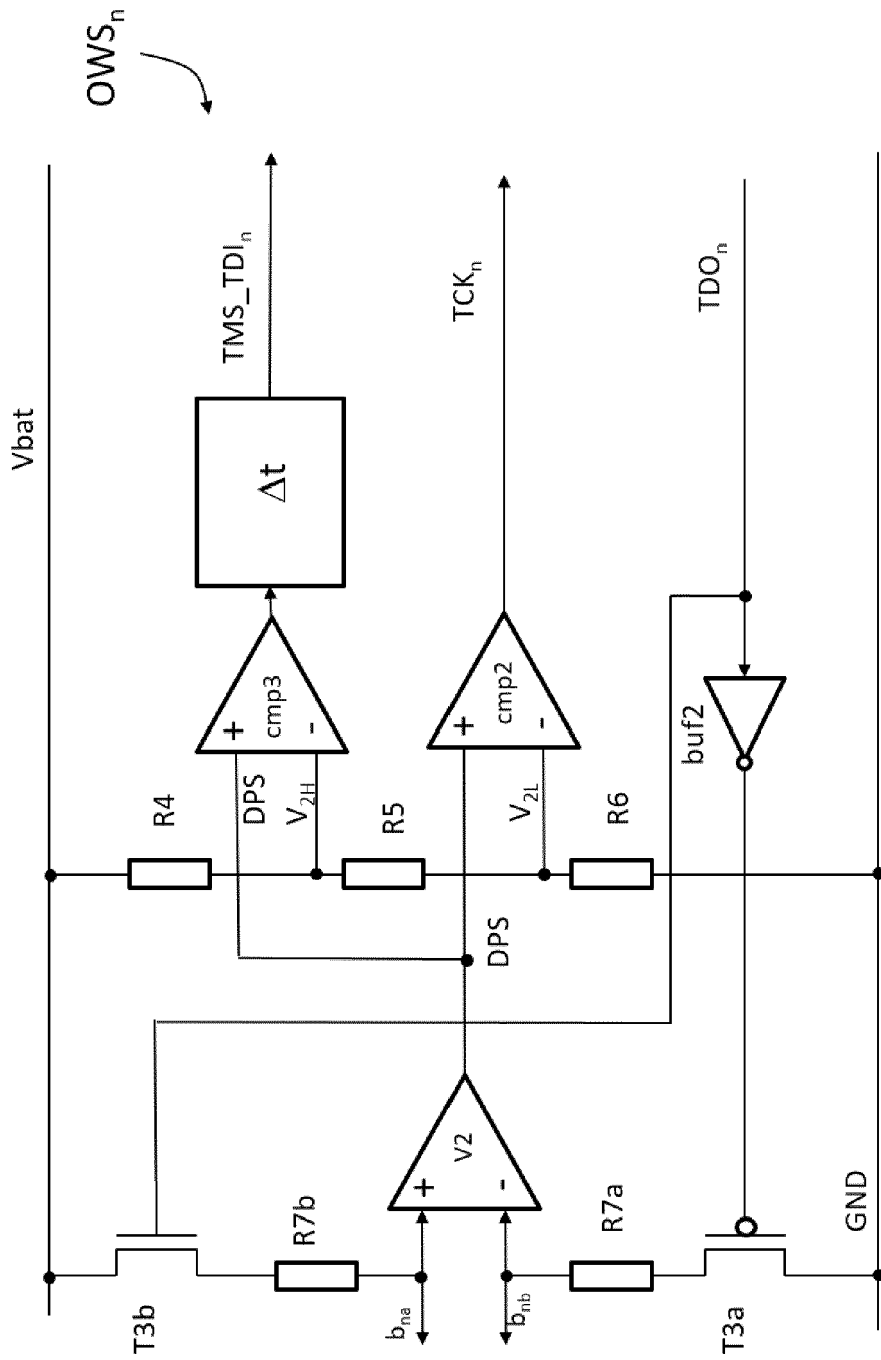 OWSₙ
Vbat
TMS_TDIₙ
Δt
cmp3
+
-
R4
DPS
V₂H
R5
TCKₙ
cmp2
+
-
V₂L
R6
DPS
TDOₙ
buf2
V2
+
-
T3b
R7b
bₙₐ
bnb
R7a
T3a
GND